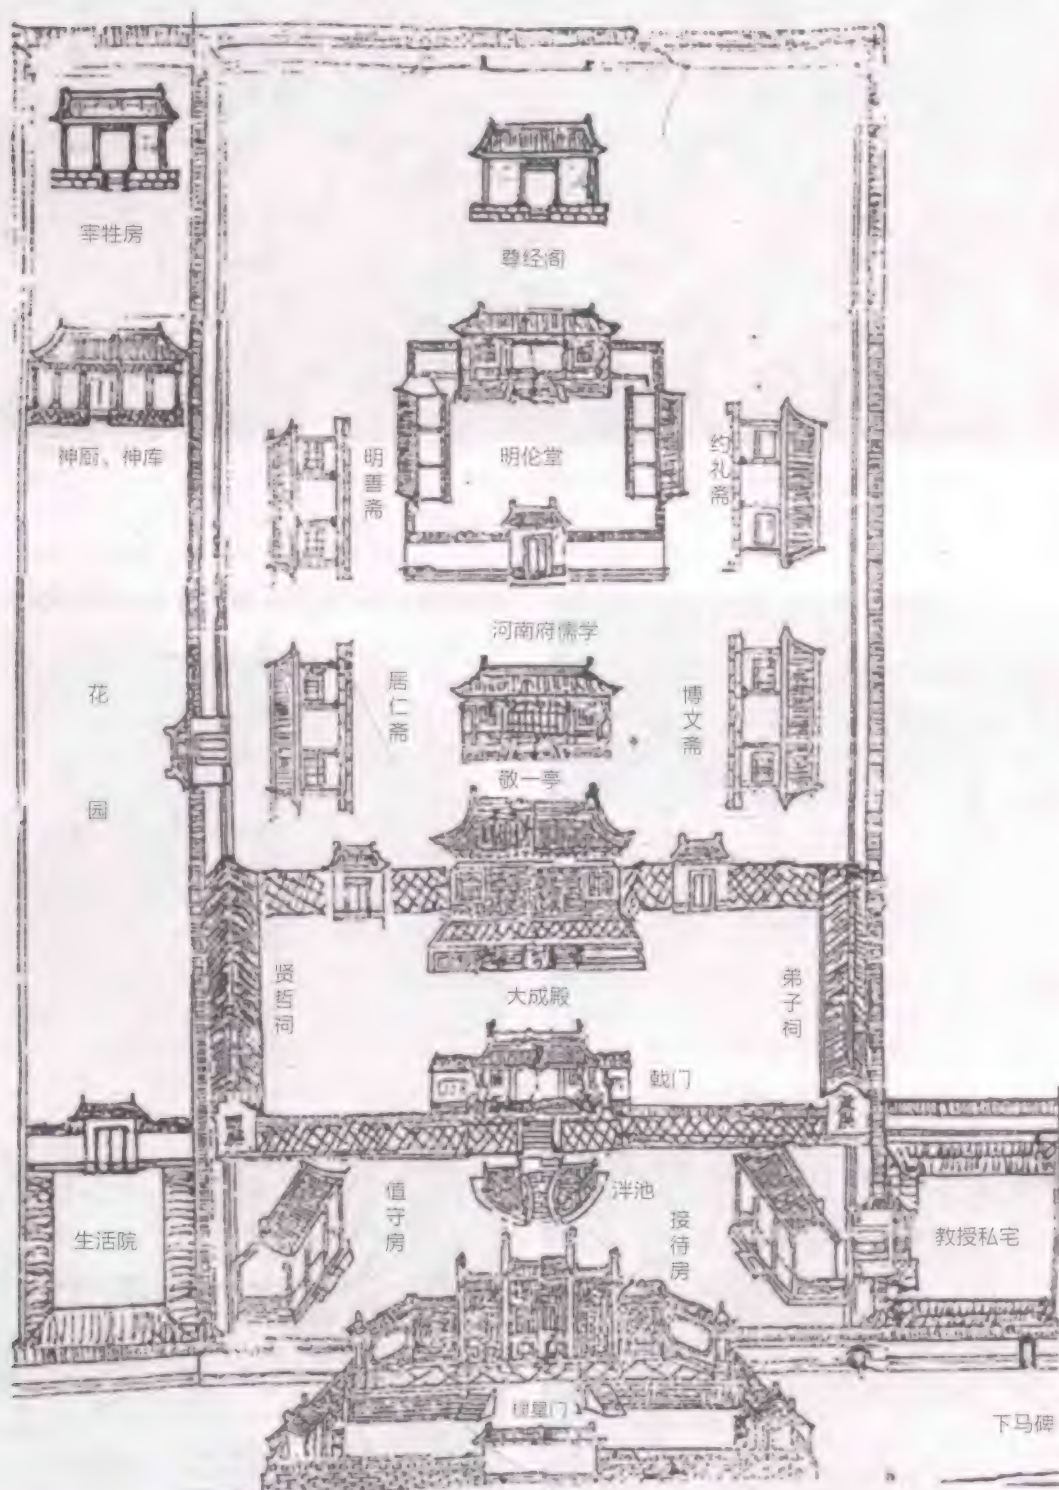 宰牲房
尊经阁
神厨、神库
明善斋
明伦堂
约礼斋
河南府儒学
花园
居仁斋
博文斋
敬一亭
贤哲祠
大成殿
弟子祠
戟门
值守房
泮池
接待房
生活院
教授私宅
棂星门
下马碑